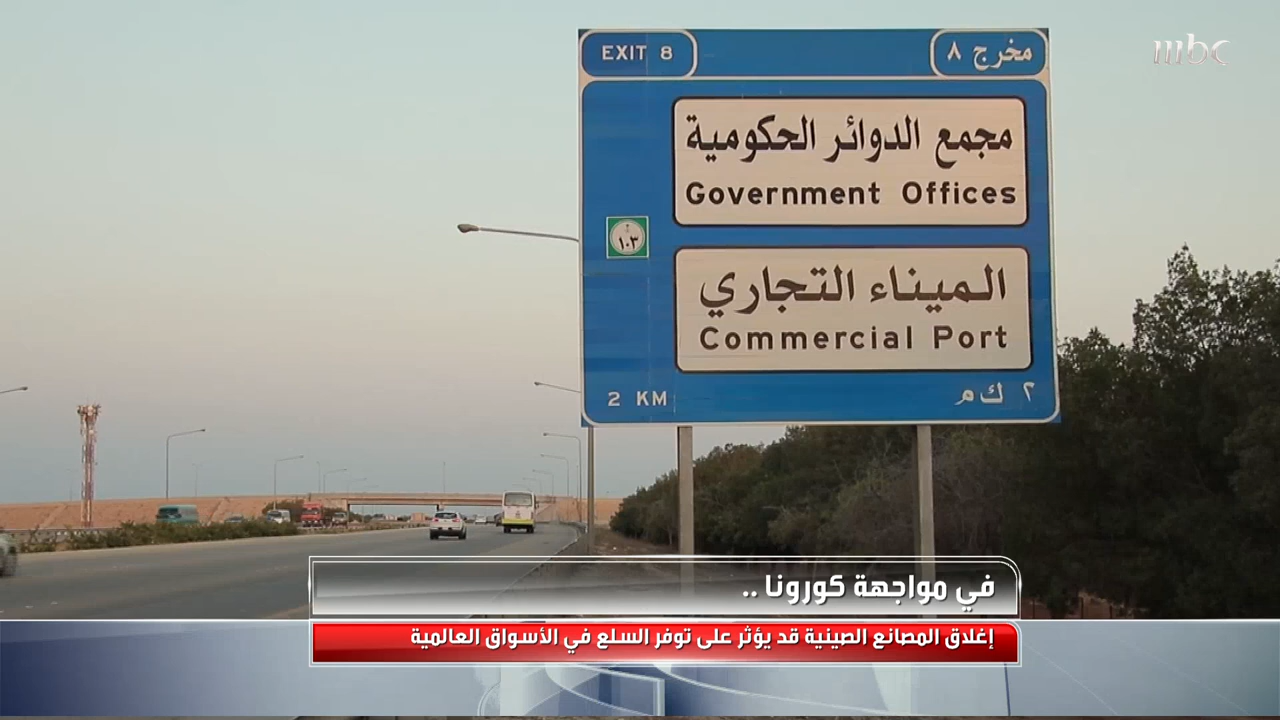 mbc
EXIT 8
مخرج ٨
مجمع الدوائر الحكومية
Government Offices
١٠٣
الميناء التجاري
Commercial Port
2 KM
٢ ك م
في مواجهة كورونا ..
إغلاق المصانع الصينية قد يؤثر على توفر السلع في الأسواق العالمية